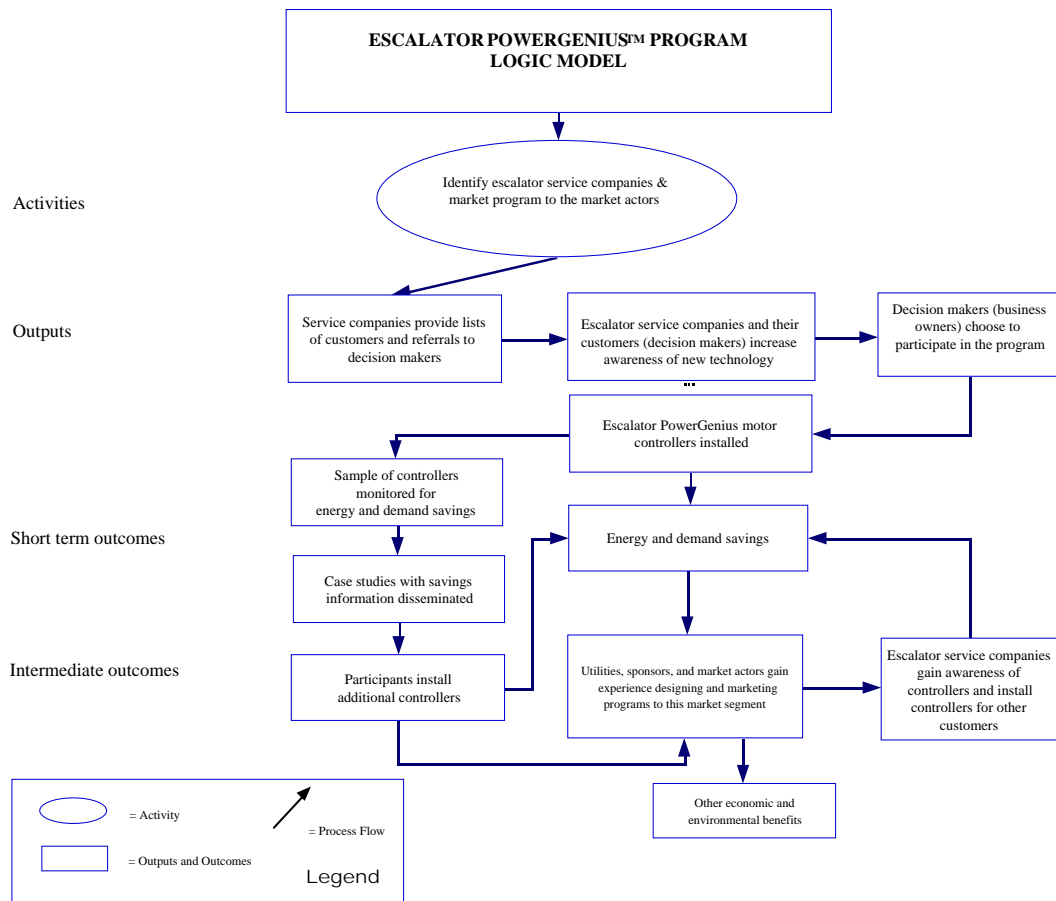 ESCALATOR POWERGENIUS™ PROGRAM
LOGIC MODEL
Activities
Identify escalator service companies &
market program to the market actors
Outputs
Service companies provide lists
of customers and referrals to
decision makers
Escalator service companies and their
customers (decision makers) increase
awareness of new technology
Decision makers (business
owners) choose to
participate in the program
Escalator PowerGenius motor
controllers installed
Sample of controllers
monitored for
energy and demand savings
Short term outcomes
Energy and demand savings
Case studies with savings
information disseminated
Intermediate outcomes
Participants install
additional controllers
Utilities, sponsors, and market actors gain
experience designing and marketing
programs to this market segment
Escalator service companies
gain awareness of
controllers and install
controllers for other
customers
Other economic and
environmental benefits
= Activity
= Process Flow
= Outputs and Outcomes
Legend